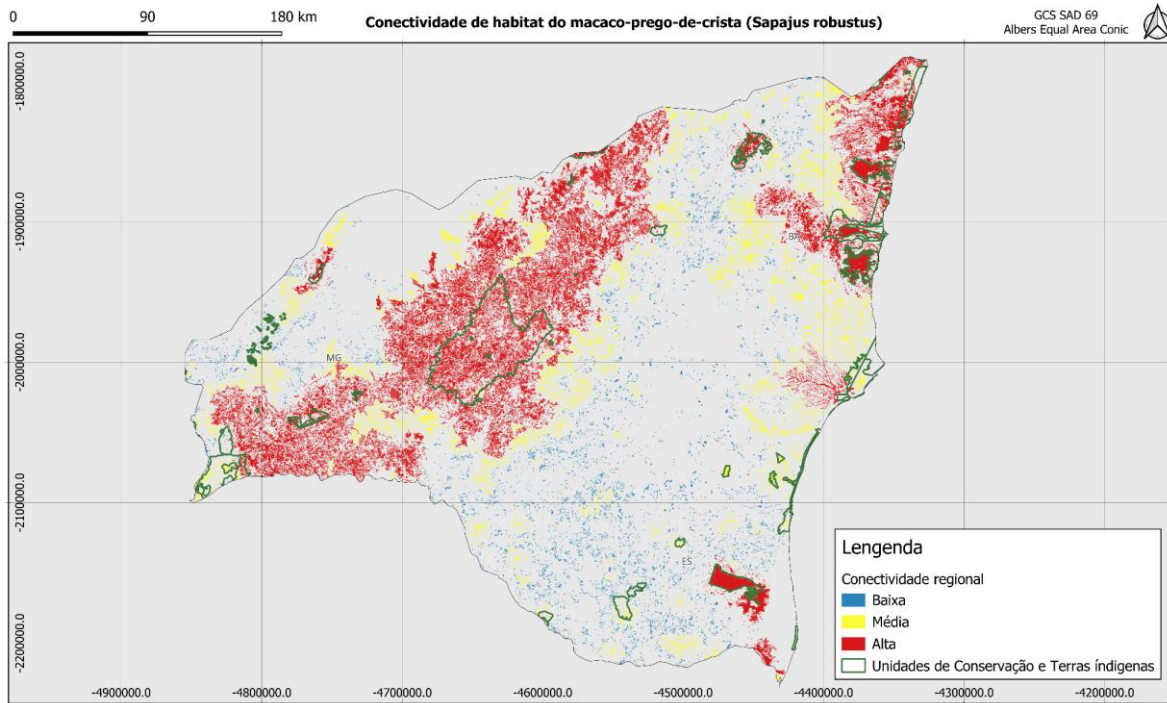 0 90 180 km
Conectividade de habitat do macaco-prego-de-crista (Sapajus robustus)
GCS SAD 69
Albers Equal Area Conic
-1800000.0
-1900000.0
-2000000.0
-2100000.0
-2200000.0
BA
MG
ES
Lengenda
Conectividade regional
Baixa
Média
Alta
Unidades de Conservação e Terras índigenas
-4900000.0 -4800000.0 -4700000.0 -4600000.0 -4500000.0 -4400000.0 -4300000.0 -4200000.0